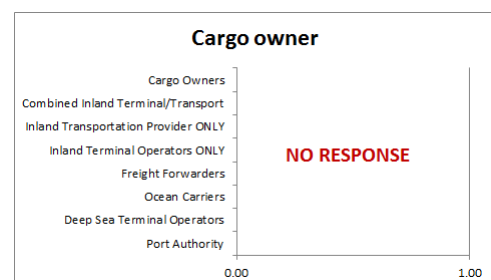 Cargo owner
Cargo Owners
Combined Inland Terminal/Transport
Inland Transportation Provider ONLY
Inland Terminal Operators ONLY
NO RESPONSE
Freight Forwarders
Ocean Carriers
Deep Sea Terminal Operators
Port Authority
0.00 1.00